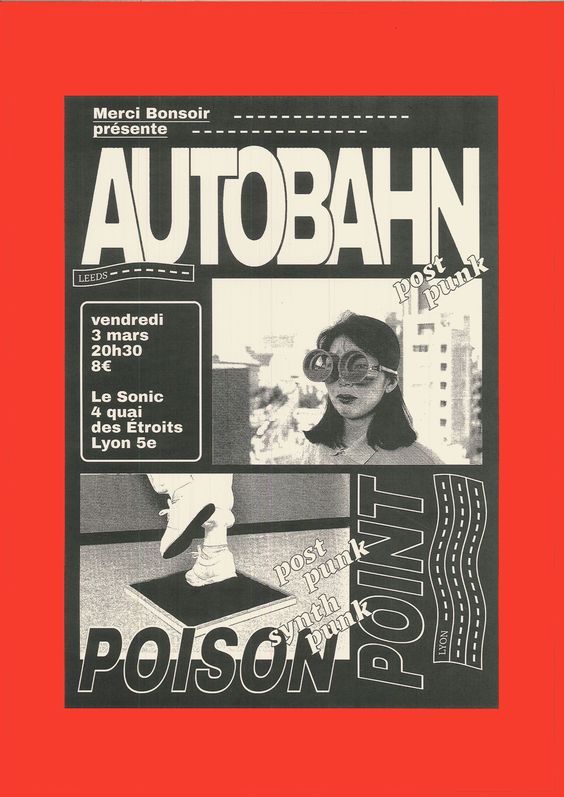 Merci Bonsoir
présente
AUTOBAHN
LEEDS
post
punk
vendredi
3 mars
20h30
8€
Le Sonic
4 quai
des Étroits
Lyon 5e
post
punk
synth
punk
POISON
POINT
LYON